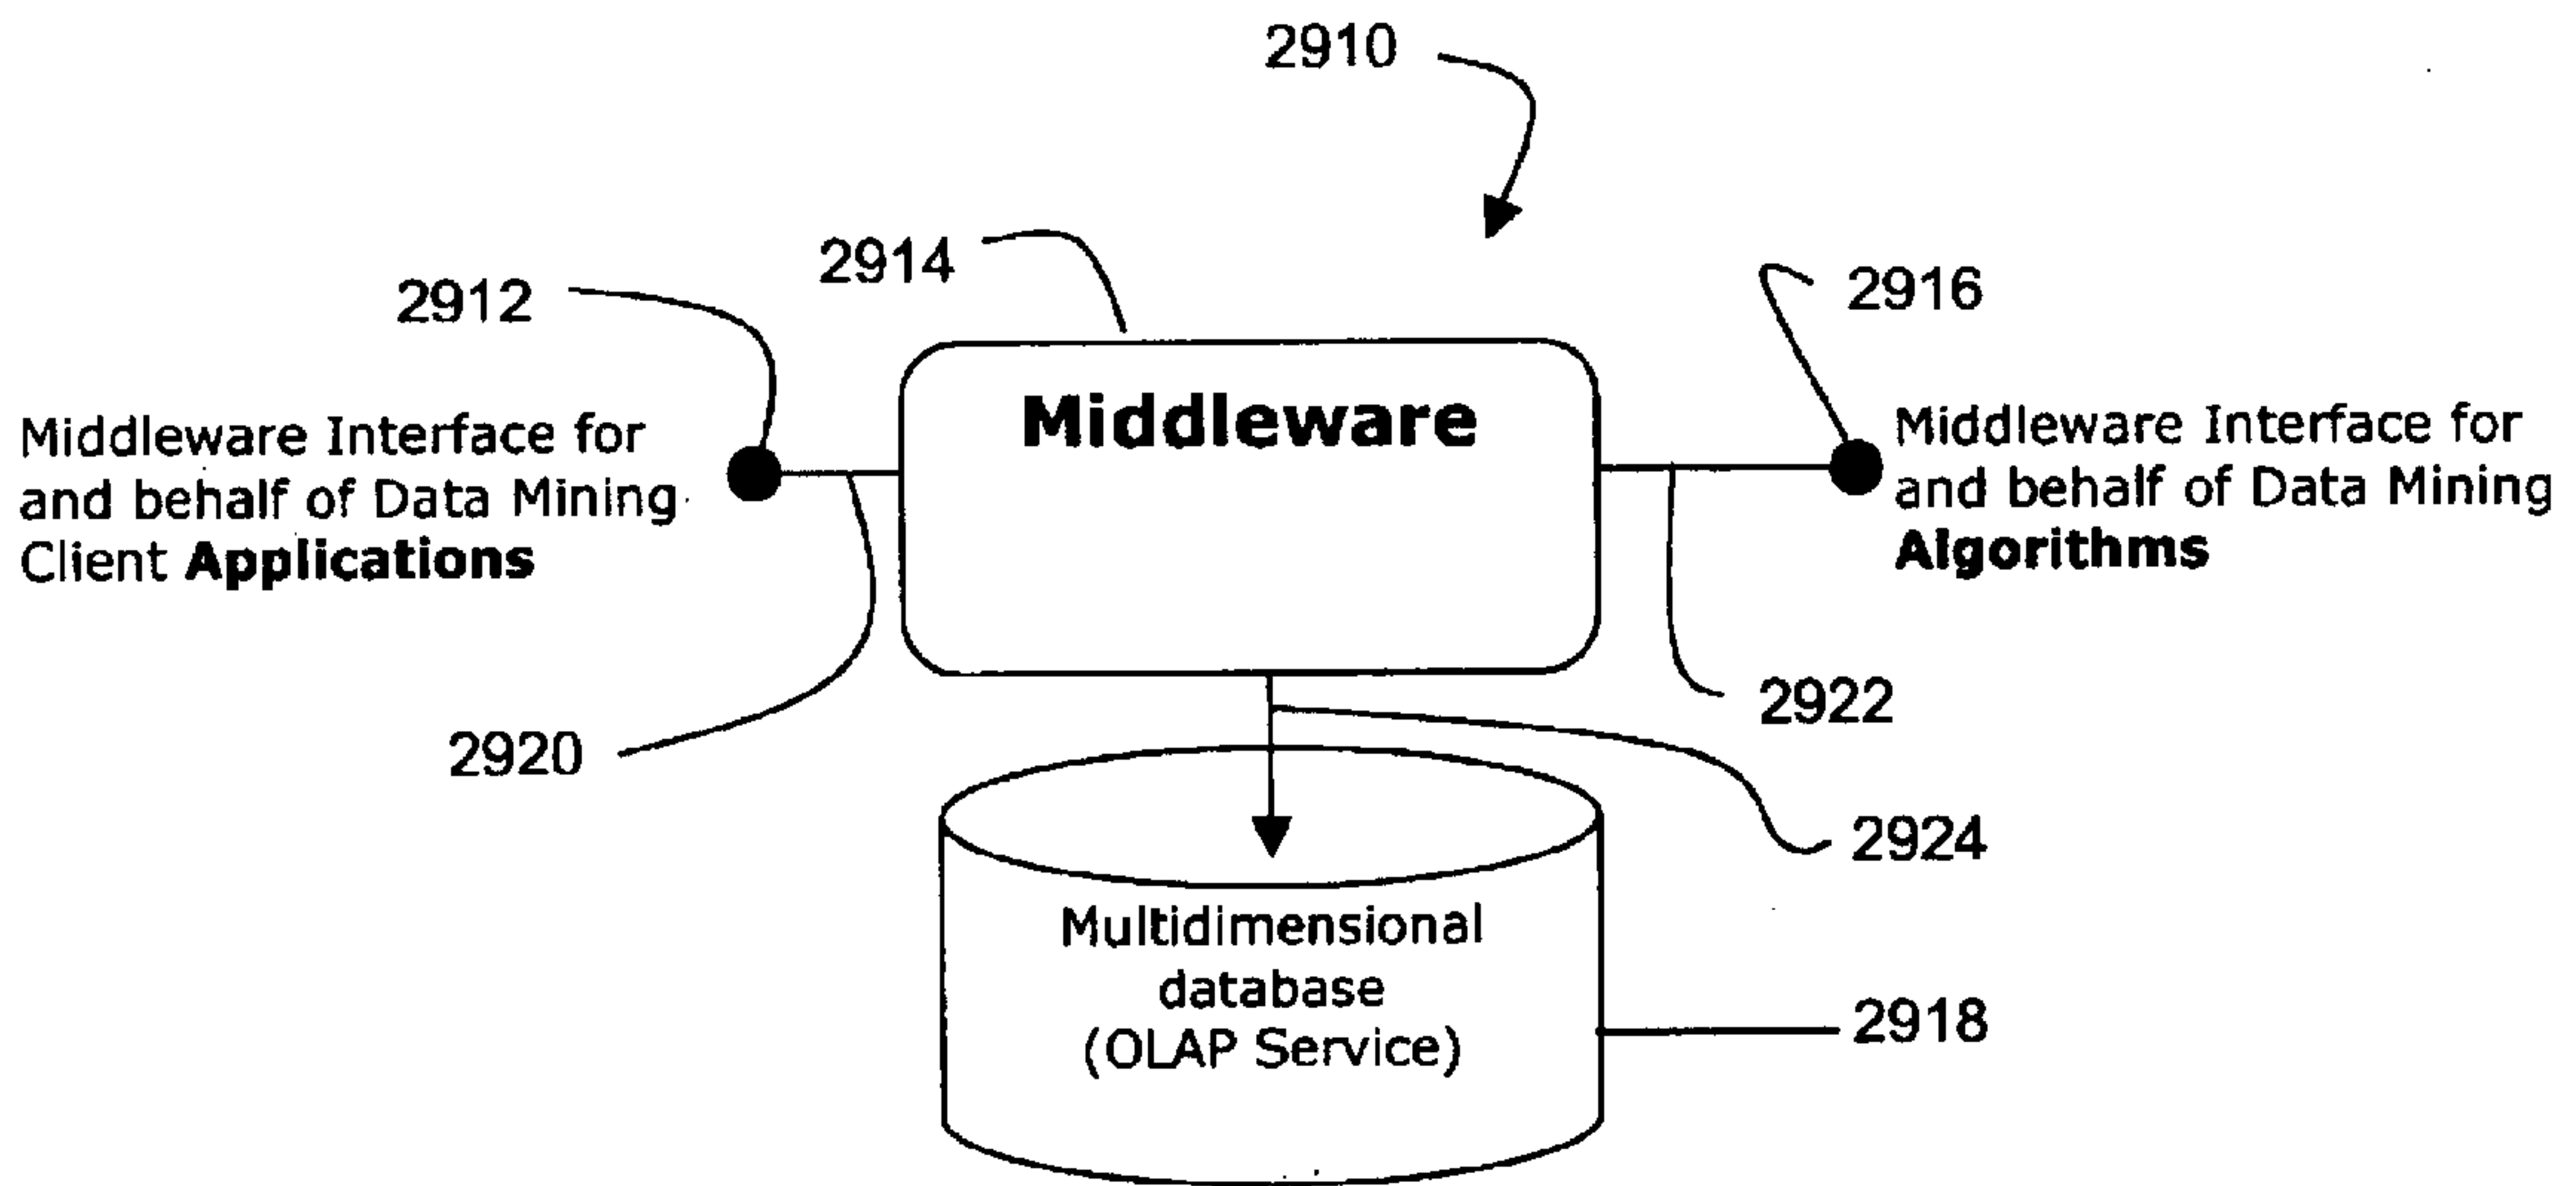 2910
2914
2912
2916
Middleware
Middleware Interface for
and behalf of Data Mining
Client Applications
Middleware Interface for
and behalf of Data Mining
Algorithms
2922
2920
2924
Multidimensional
database
(OLAP Service)
2918